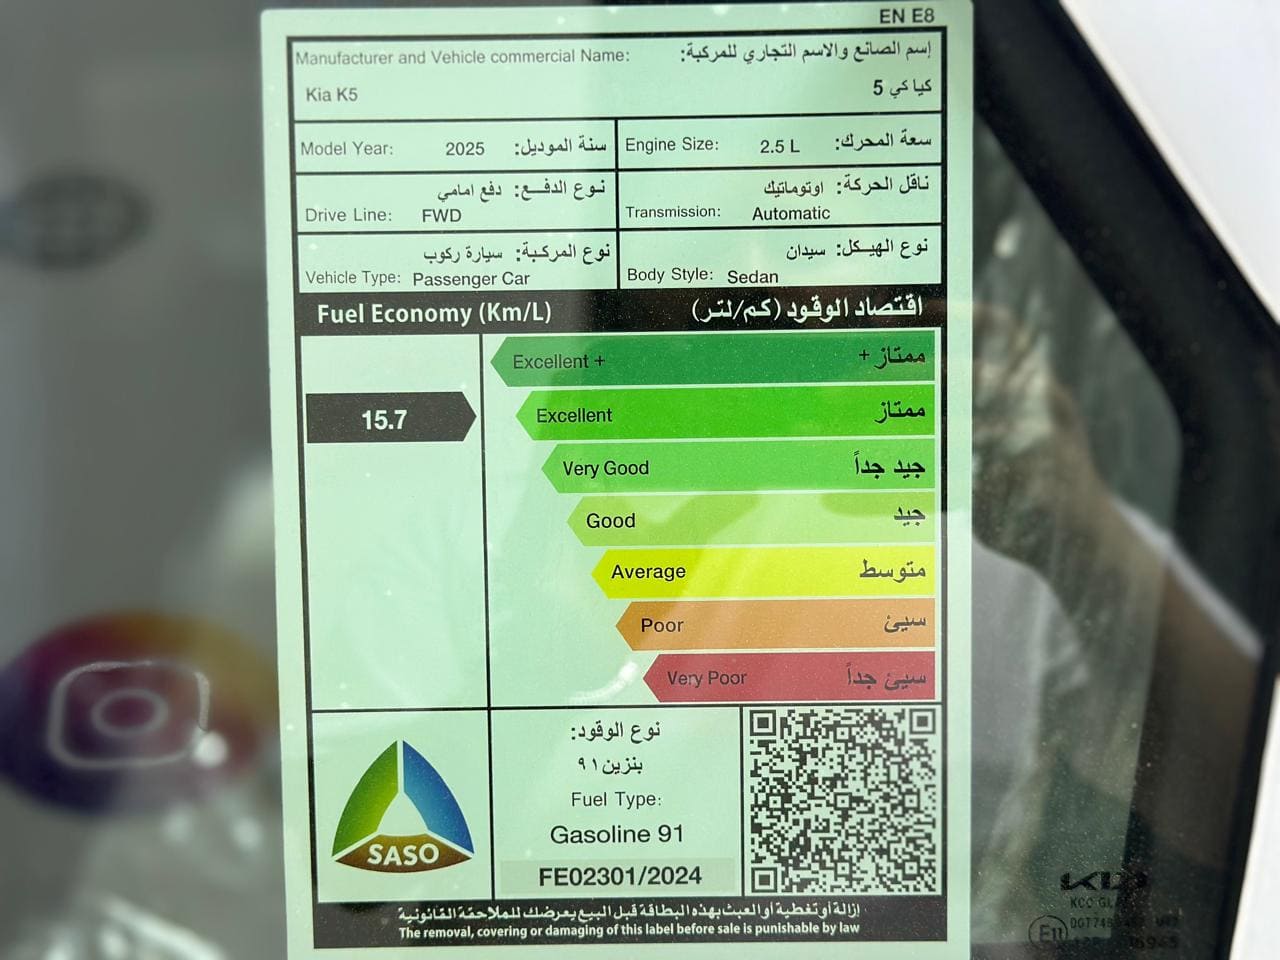 EN E8
Manufacturer and Vehicle commercial Name: إسم الصانع والاسم التجاري للمركبة:
Kia K5 كيا كي 5
Model Year: 2025 سنة الموديل:
Engine Size: 2.5 L سعة المحرك:
نوع الدفع: دفع امامي
Drive Line: FWD
ناقل الحركة: اوتوماتيك
Transmission: Automatic
نوع المركبة: سيارة ركوب
Vehicle Type: Passenger Car
نوع الهيكل: سيدان
Body Style: Sedan
Fuel Economy (Km/L) اقتصاد الوقود (كم/لتر)
Excellent + ممتاز +
15.7
Excellent ممتاز
Very Good جيد جداً
Good جيد
Average متوسط
Poor سيئ
Very Poor سيئ جداً
SASO
نوع الوقود:
بنزين ٩١
Fuel Type:
Gasoline 91
FE02301/2024
إزالة أو تغطية أو العبث بهذه البطاقة قبل البيع يعرضك للملاحقة القانونية
The removal, covering or damaging of this label before sale is punishable by law
KIA
E11